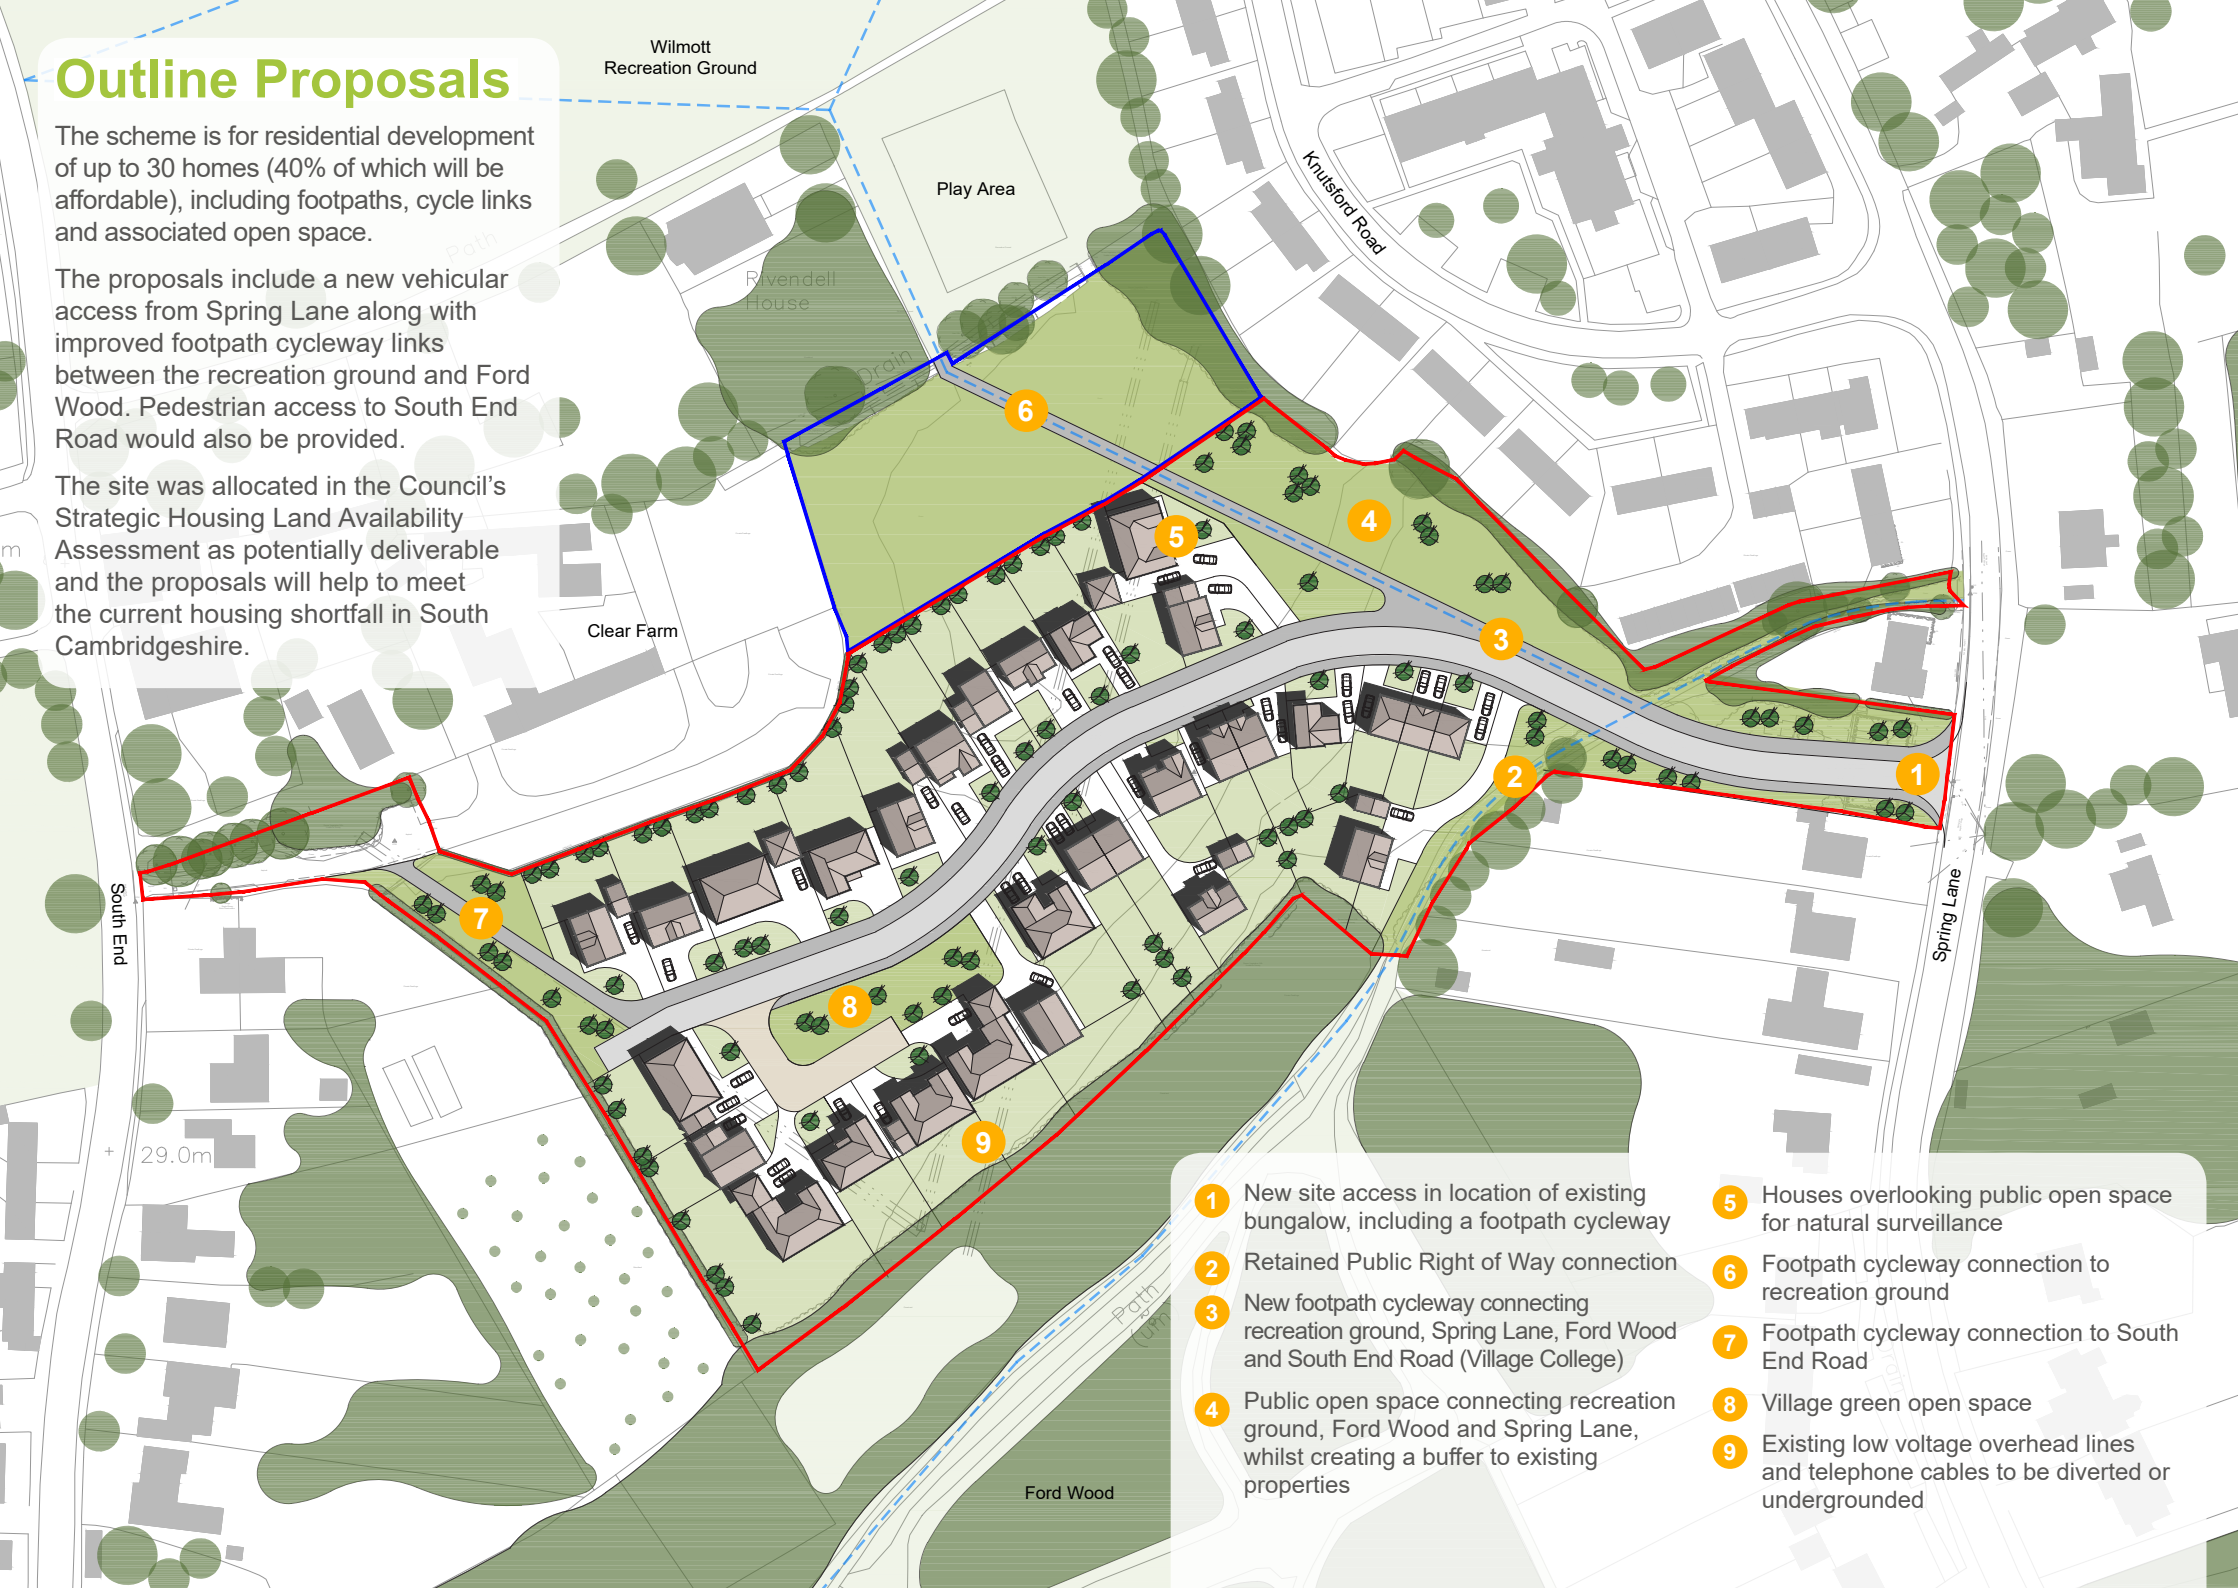 Outline Proposals
The scheme is for residential development
of up to 30 homes (40% of which will be
affordable), including footpaths, cycle links
and associated open space.
The proposals include a new vehicular
access from Spring Lane along with
improved footpath cycleway links
between the recreation ground and Ford
Wood. Pedestrian access to South End
Road would also be provided.
The site was allocated in the Council’s
Strategic Housing Land Availability
Assessment as potentially deliverable
and the proposals will help to meet
the current housing shortfall in South
Cambridgeshire.
Wilmott
Recreation Ground
Play Area
Knutsford Road
Path
Rivendell
House
Drain
Clear Farm
m
South End
29.0m
Spring Lane
Path
(um)
Ford Wood
6
5
4
3
2
1
7
8
9
1 New site access in location of existing
bungalow, including a footpath cycleway
2 Retained Public Right of Way connection
3 New footpath cycleway connecting
recreation ground, Spring Lane, Ford Wood
and South End Road (Village College)
4 Public open space connecting recreation
ground, Ford Wood and Spring Lane,
whilst creating a buffer to existing
properties
5 Houses overlooking public open space
for natural surveillance
6 Footpath cycleway connection to
recreation ground
7 Footpath cycleway connection to South
End Road
8 Village green open space
9 Existing low voltage overhead lines
and telephone cables to be diverted or
undergrounded
Drain